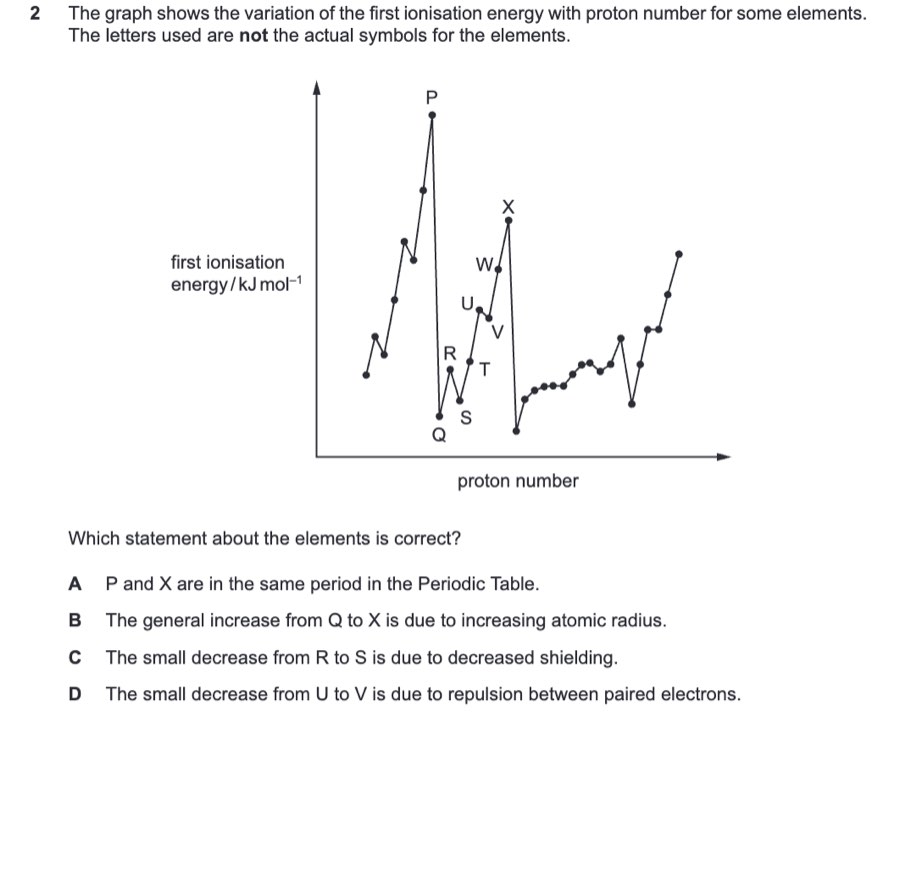 2 The graph shows the variation of the first ionisation energy with proton number for some elements.
The letters used are not the actual symbols for the elements.
P
X
first ionisation
energy / kJ mol⁻¹
W
U
V
R
T
S
Q
proton number
Which statement about the elements is correct?
A P and X are in the same period in the Periodic Table.
B The general increase from Q to X is due to increasing atomic radius.
C The small decrease from R to S is due to decreased shielding.
D The small decrease from U to V is due to repulsion between paired electrons.